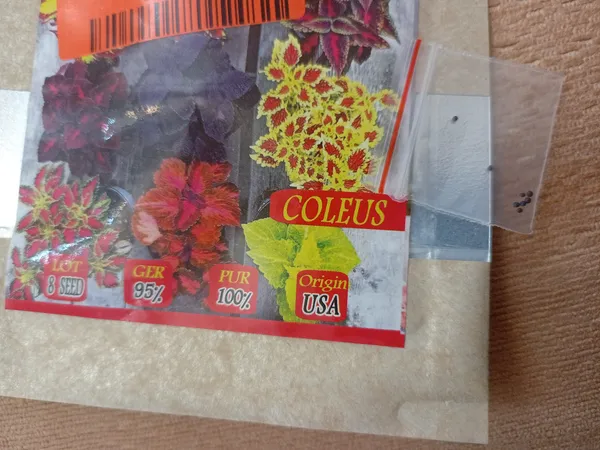 COLEUS
LOT
8 SEED
GER
95%
PUR
100%
Origin
USA